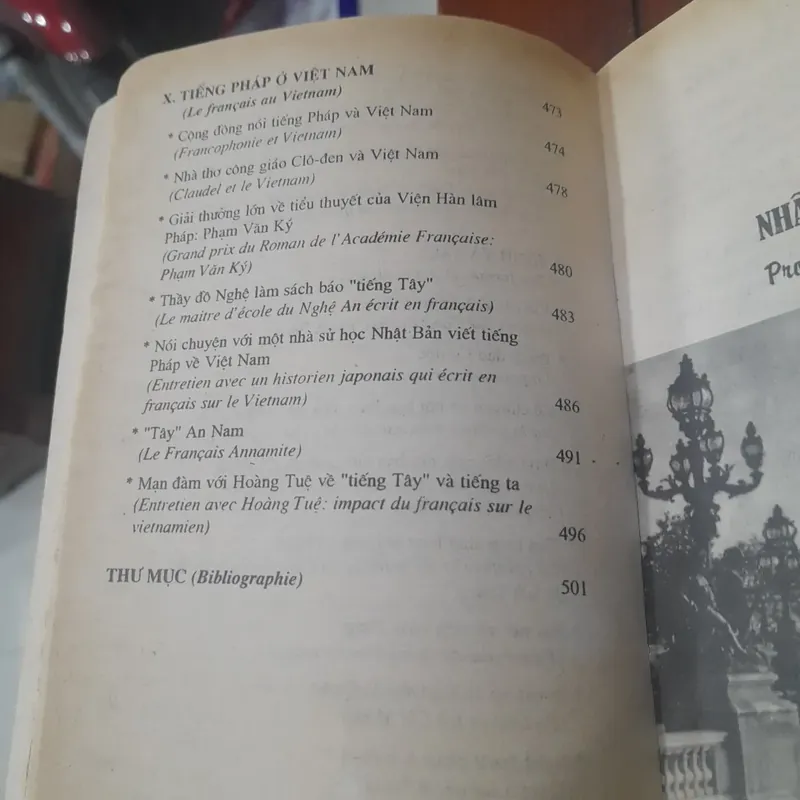 X. TIẾNG PHÁP Ở VIỆT NAM
(Le français au Vietnam) 473
* Cộng đồng nói tiếng Pháp và Việt Nam
(Francophonie et Vietnam) 474
* Nhà thơ công giáo Clô-đen và Việt Nam
(Claudel et le Vietnam) 478
* Giải thưởng lớn về tiểu thuyết của Viện Hàn lâm
Pháp: Phạm Văn Ký
(Grand prix du Roman de l'Académie Française:
Phạm Văn Ký) 480
* Thầy đồ Nghệ làm sách báo "tiếng Tây"
(Le maitre d'école du Nghệ An écrit en français) 483
* Nói chuyện với một nhà sử học Nhật Bản viết tiếng
Pháp về Việt Nam
(Entretien avec un historien japonais qui écrit en
français sur le Vietnam) 486
* "Tây" An Nam
(Le Français Annamite) 491
* Mạn đàm với Hoàng Tuệ về "tiếng Tây" và tiếng ta
(Entretien avec Hoàng Tuệ: impact du français sur le
vietnamien) 496
THƯ MỤC (Bibliographie) 501